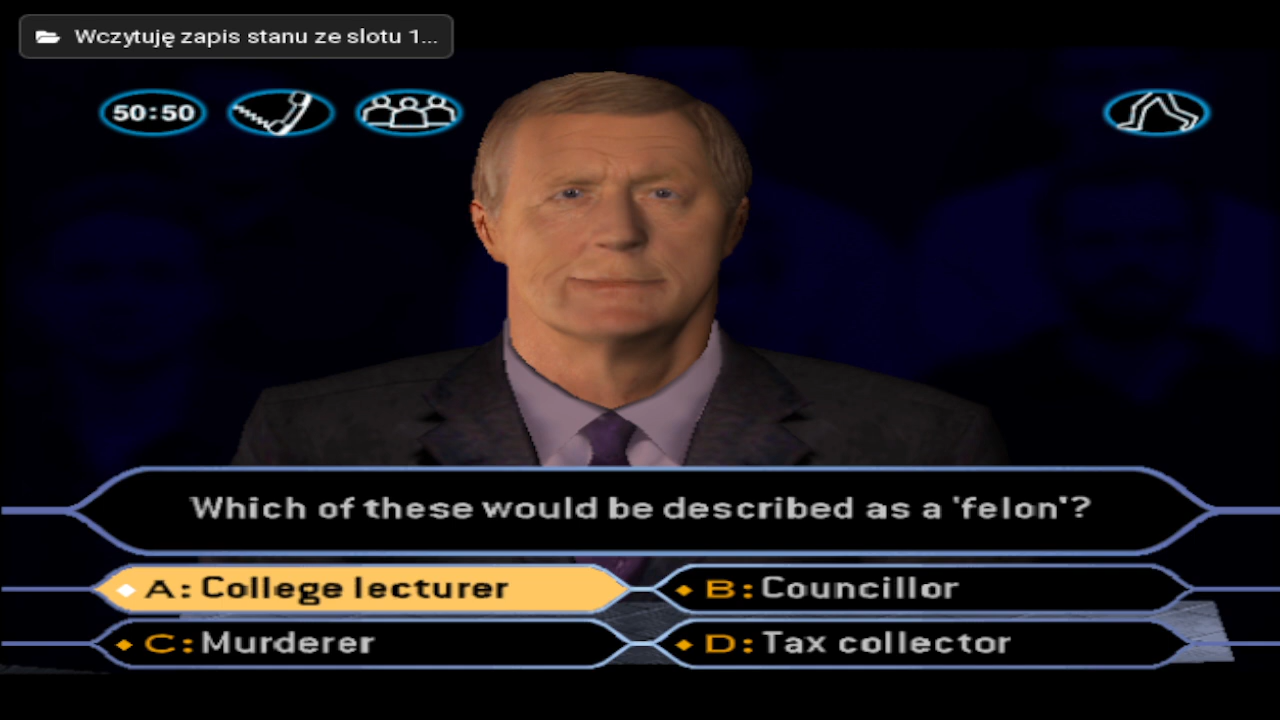 Wczytuję zapis stanu ze slotu 1...
50:50
Which of these would be described as a 'felon'?
A: College lecturer
B: Councillor
C: Murderer
D: Tax collector